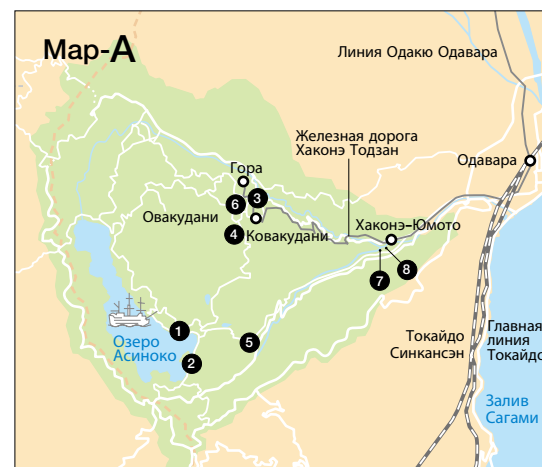 Map-A
Линия Одакю Одавара
Железная дорога
Хаконэ Тодзан
Одавара
Гора
6
3
Овакудани
4
Ковакудани
Хаконэ-Юмото
7
8
1
Озеро
Асиноко
2
5
Токайдо
Синкансэн
Главная
линия
Токайдо
Залив
Сагами